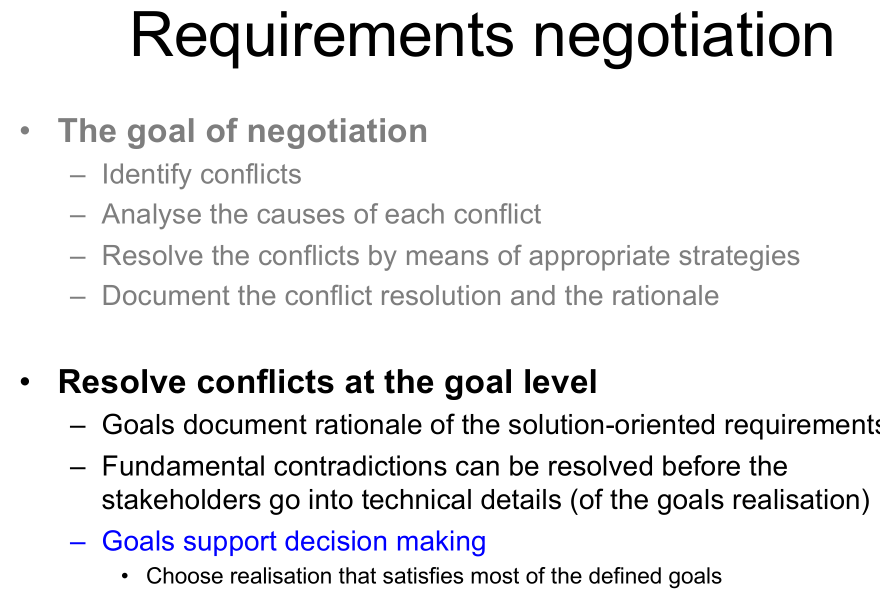 Requirements negotiation
• The goal of negotiation
– Identify conflicts
– Analyse the causes of each conflict
– Resolve the conflicts by means of appropriate strategies
– Document the conflict resolution and the rationale
• Resolve conflicts at the goal level
– Goals document rationale of the solution-oriented requirements
– Fundamental contradictions can be resolved before the
stakeholders go into technical details (of the goals realisation)
– Goals support decision making
• Choose realisation that satisfies most of the defined goals